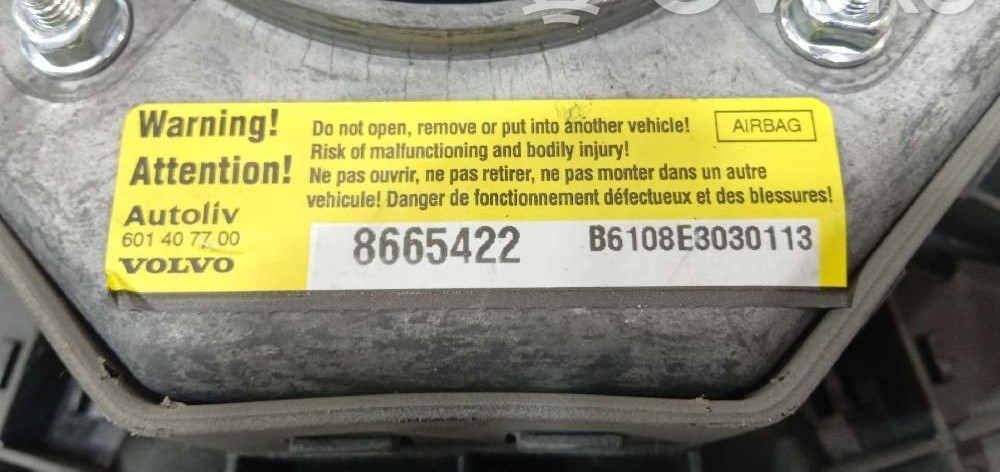 Warning!
Attention!
Do not open, remove or put into another vehicle!
Risk of malfunctioning and bodily injury!
Ne pas ouvrir, ne pas retirer, ne pas monter dans un autre
vehicule! Danger de fonctionnement défectueux et des blessures!
AIRBAG
Autoliv
601 40 77 00
VOLVO
8665422
B6108E3030113